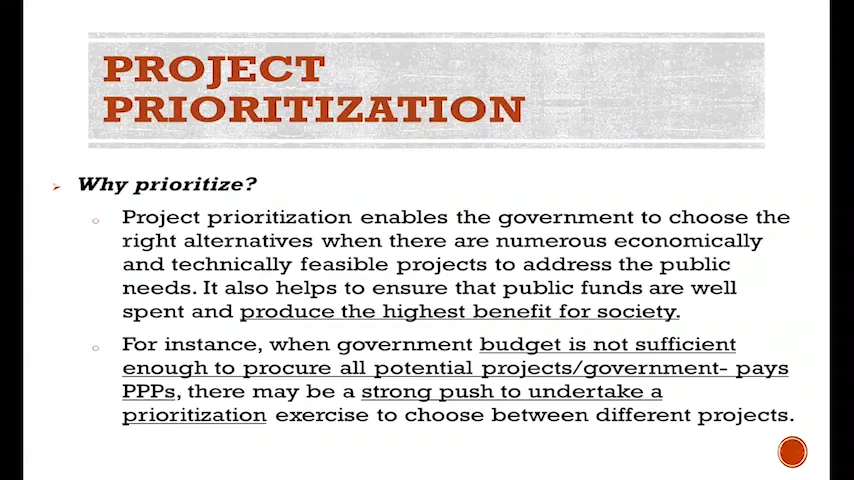 PROJECT
PRIORITIZATION
Why prioritize?
Project prioritization enables the government to choose the
right alternatives when there are numerous economically
and technically feasible projects to address the public
needs. It also helps to ensure that public funds are well
spent and produce the highest benefit for society.
For instance, when government budget is not sufficient
enough to procure all potential projects/government- pays
PPPs, there may be a strong push to undertake a
prioritization exercise to choose between different projects.